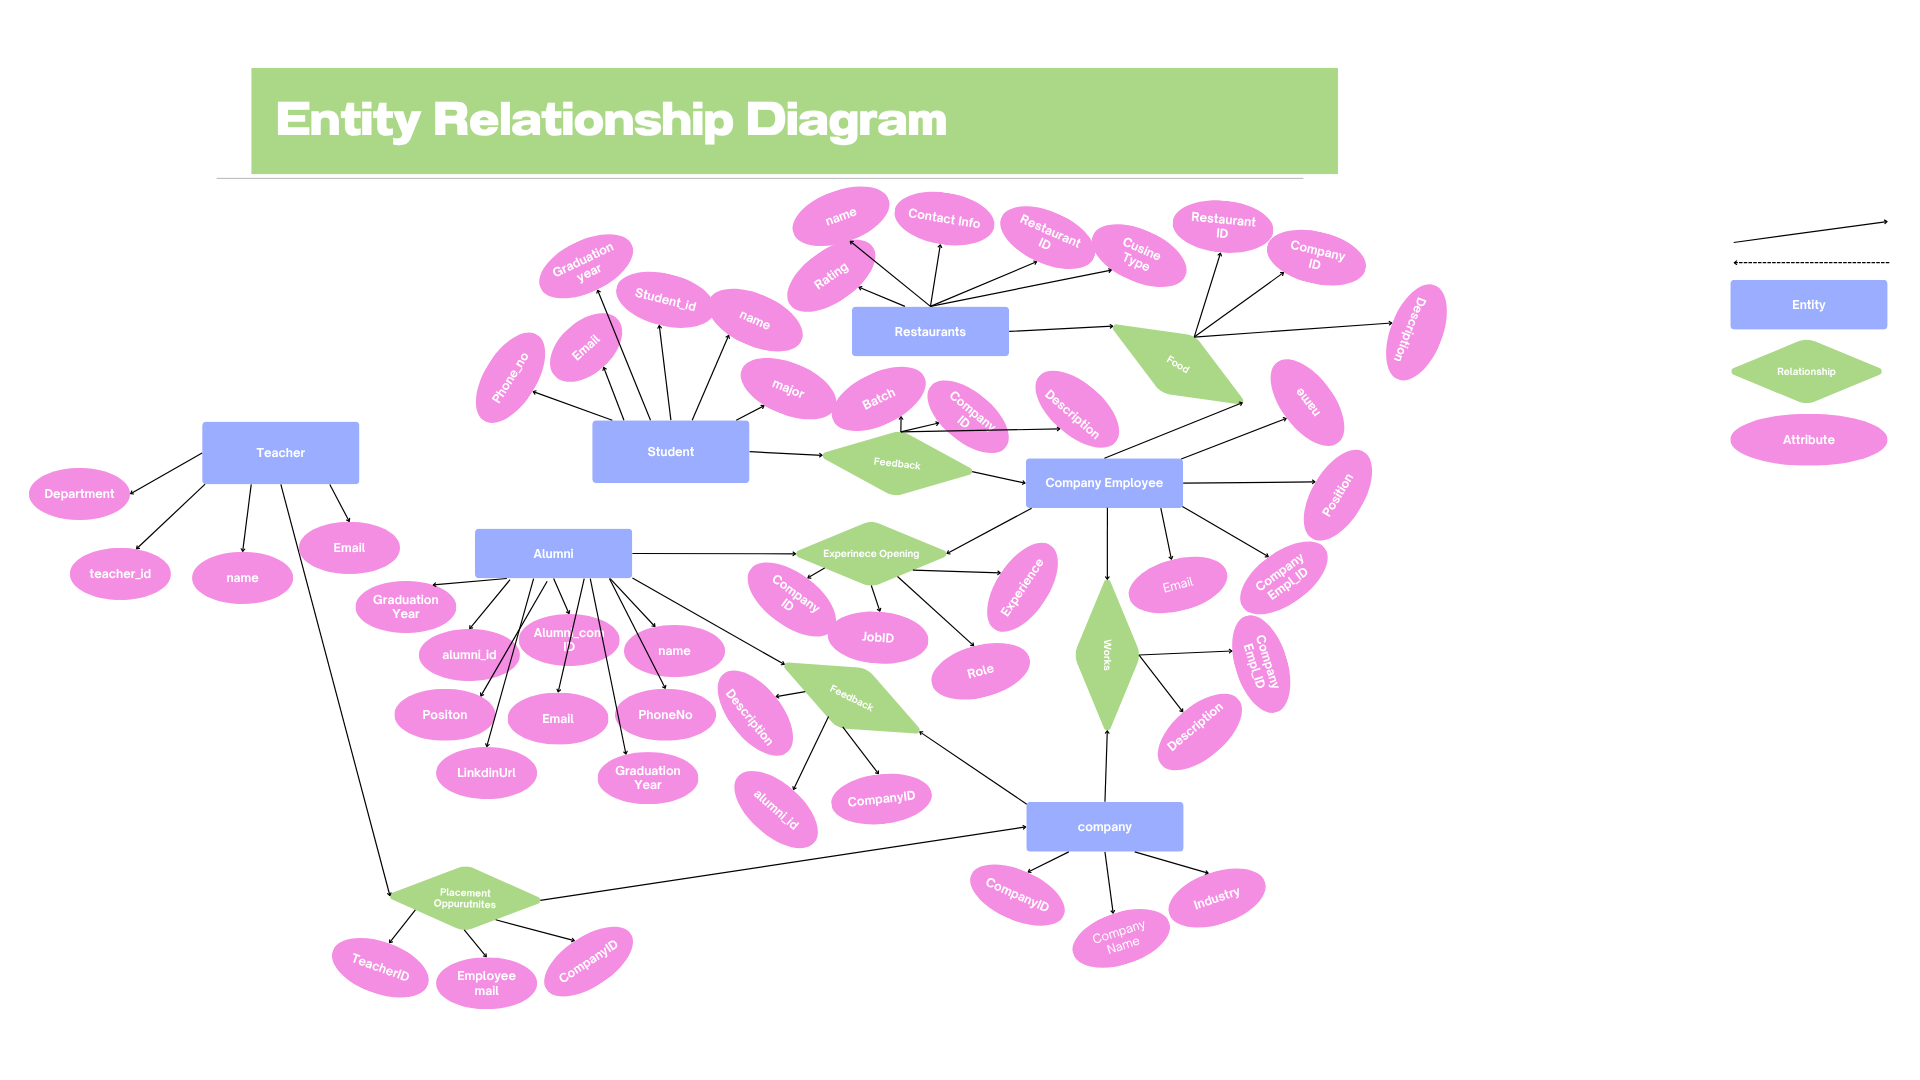 Entity Relationship Diagram
name
Contact Info
Restaurant
ID
Cusine
Type
Rating
Restaurant
ID
Company
ID
Description
Graduation
year
Student_id
name
Email
Phone_no
major
Restaurants
Food
Entity
Relationship
Attribute
Batch
Company
ID
Description
name
Teacher
Student
Feedback
Company Employee
Position
Department
teacher_id
name
Email
Alumni
Experinece Opening
Company
ID
JobID
Role
Experience
Email
Company
Empl_ID
Graduation
Year
alumni_id
Alumni_com
ID
name
Positon
Email
PhoneNo
LinkdinUrl
Graduation
Year
Feedback
Description
alumni_id
CompanyID
Works
Company
Empl_ID
Description
company
CompanyID
Company
Name
Industry
Placement
Oppurutnites
TeacherID
Employee
mail
CompanyID